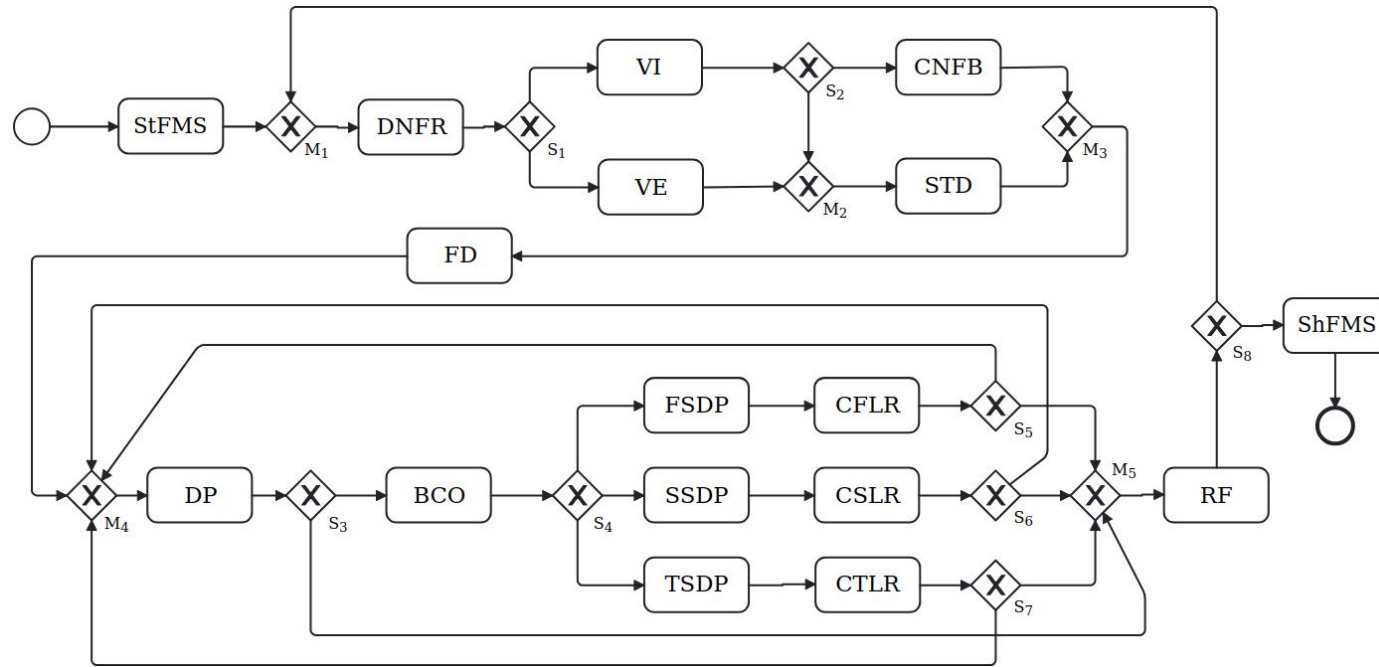 VI
CNFB
S2
StFMS
DNFR
M1
S1
M3
VE
STD
M2
FD
ShFMS
S8
FSDP
CFLR
S5
M5
DP
BCO
SSDP
CSLR
RF
M4
S3
S4
S6
TSDP
CTLR
S7